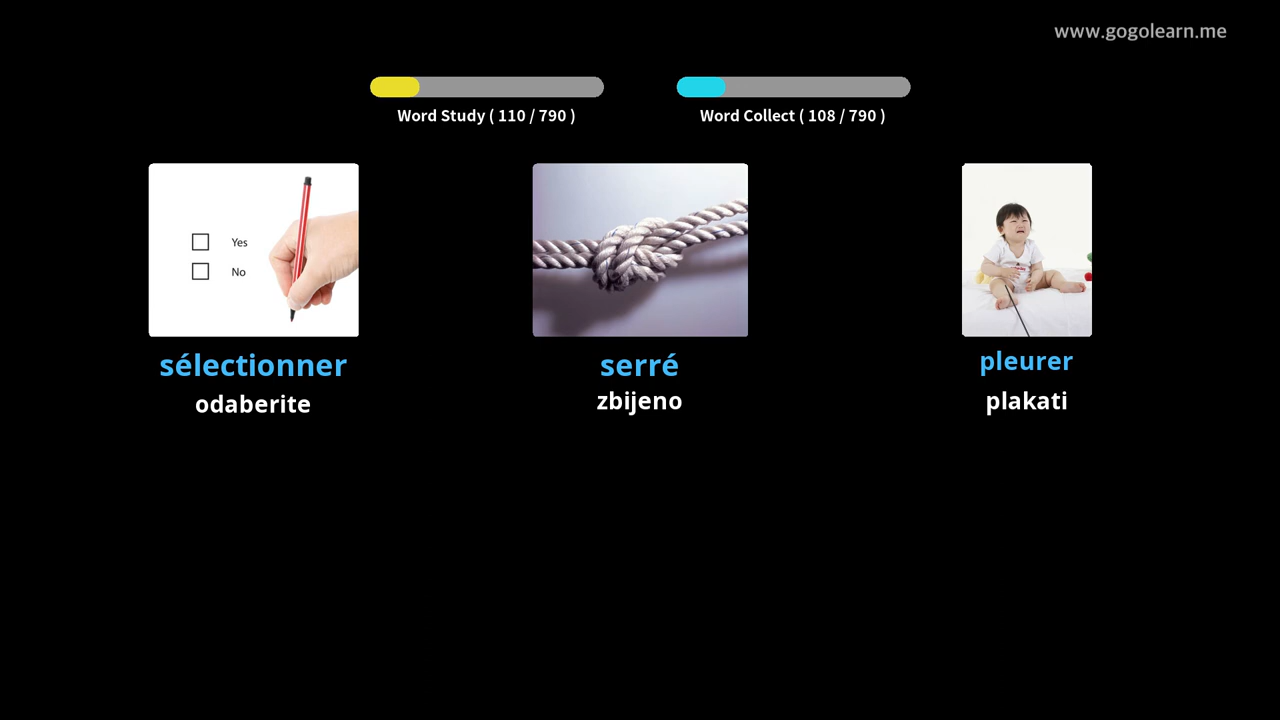 www.gogolearn.me
Word Study ( 110 / 790 )
Word Collect ( 108 / 790 )
Yes
No
sélectionner
odaberite
serré
zbijeno
pleurer
plakati